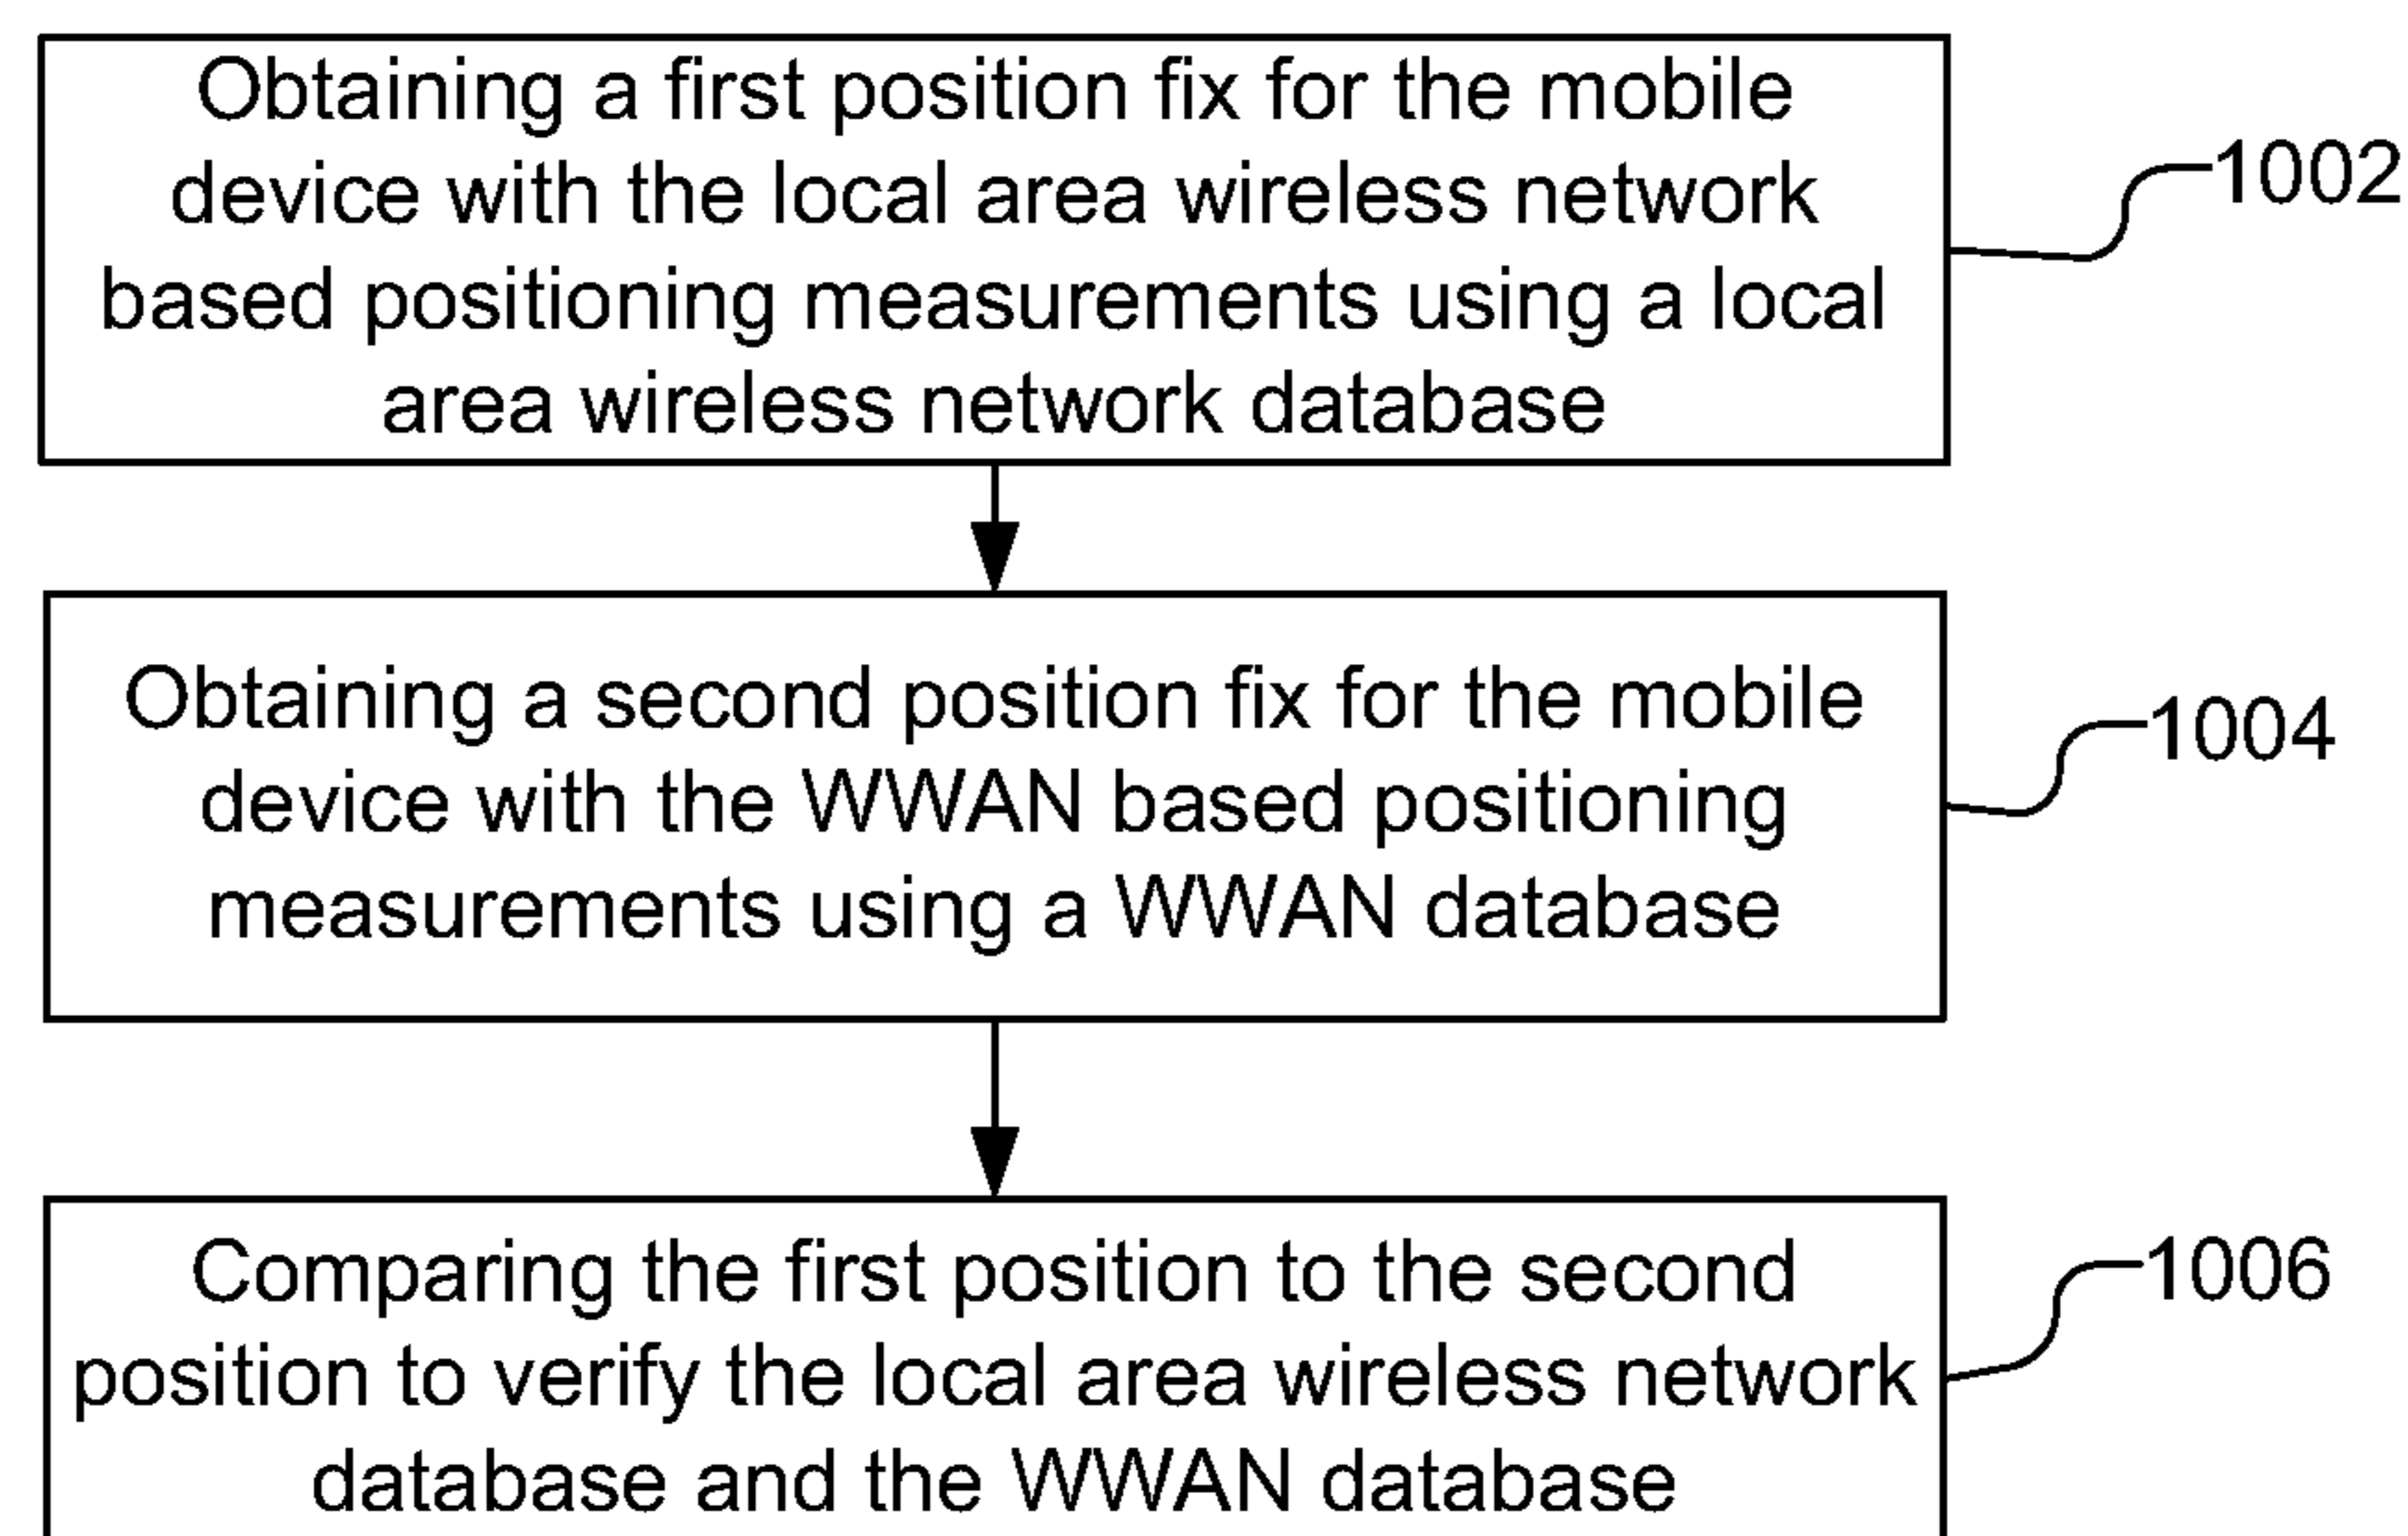 Obtaining a first position fix for the mobile
device with the local area wireless network
based positioning measurements using a local
area wireless network database
1002
Obtaining a second position fix for the mobile
device with the WWAN based positioning
measurements using a WWAN database
1004
Comparing the first position to the second
position to verify the local area wireless network
database and the WWAN database
1006